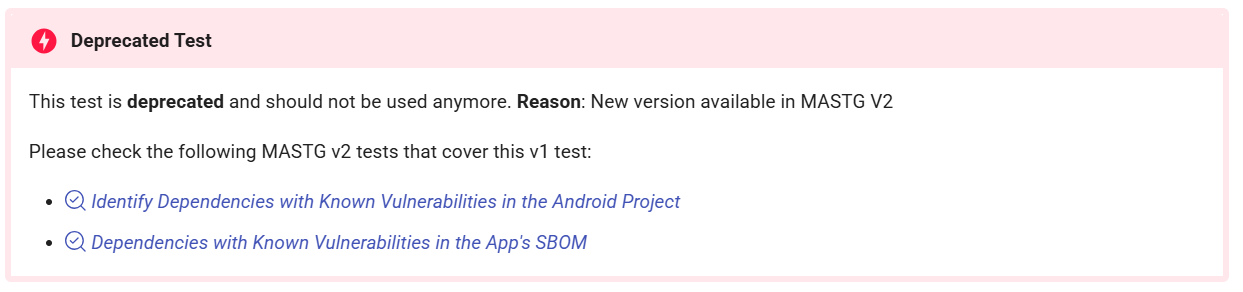 Deprecated Test
This test is deprecated and should not be used anymore. Reason: New version available in MASTG V2
Please check the following MASTG v2 tests that cover this v1 test:
Identify Dependencies with Known Vulnerabilities in the Android Project
Dependencies with Known Vulnerabilities in the App's SBOM